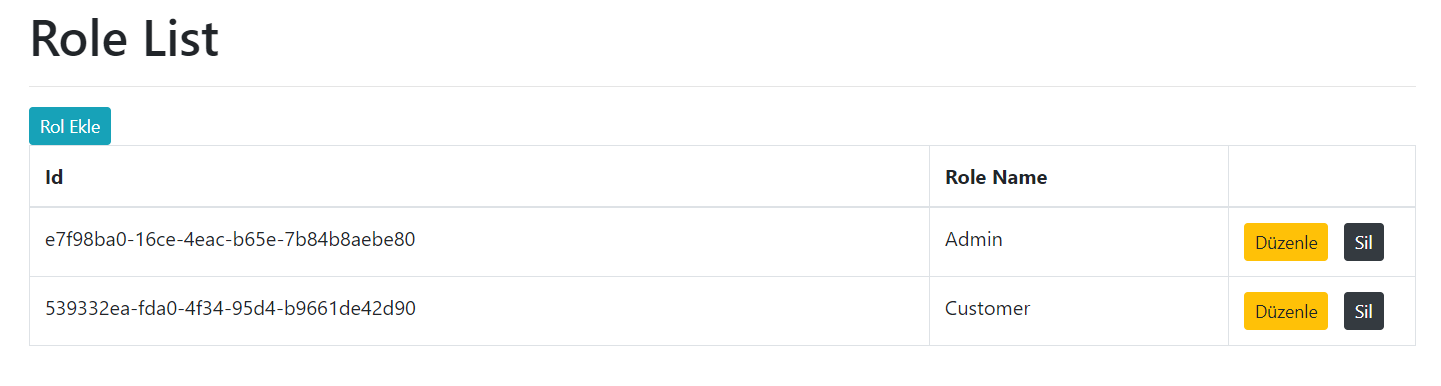 Role List
Rol Ekle
Id Role Name
e7f98ba0-16ce-4eac-b65e-7b84b8aebe80 Admin Düzenle Sil
539332ea-fda0-4f34-95d4-b9661de42d90 Customer Düzenle Sil